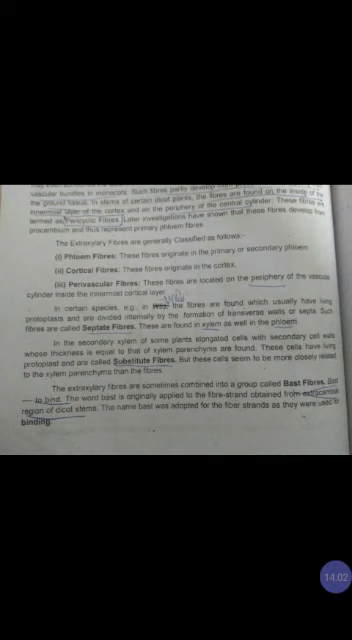 vascular bundles in monocots. Such fibres partly develop from
the ground tissue. In stems of certain dicot plants, the fibres are found on the inside of the
innermost layer of the cortex and on the periphery of the central cylinder. These fibres are
termed as Pericyclic Fibres. Later investigations have shown that these fibres develop from
procambium and thus represent primary phloem fibres.
The Extraxylary Fibres are generally Classified as follows:-
(i) Phloem Fibres: These fibres originate in the primary or secondary phloem
(ii) Cortical Fibres: These fibres originate in the cortex.
(iii) Perivascular Fibres: These fibres are located on the periphery of the vascular
cylinder inside the innermost cortical layer.
In certain species, e.g., in the fibres are found which usually have living
protoplasts and are divided internally by the formation of transverse walls or septa. Such
fibres are called Septate Fibres. These are found in xylem as well in the phloem.
In the secondary xylem of some plants elongated cells with secondary cell walls
whose thickness is equal to that of xylem parenchyma are found. These cells have living
protoplast and are called Substitute Fibres. But these cells seem to be more closely related
to the xylem parenchyma than the fibres.
The extraxylary fibres are sometimes combined into a group called Bast Fibres. Bast
— to bind. The word bast is originally applied to the fibre-strand obtained from extracambial
region of dicot stems. The name bast was adopted for the fiber strands as they were used for
binding.
14:02